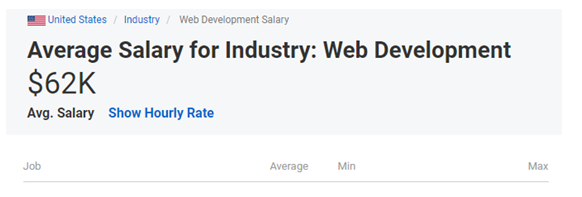 United States / Industry / Web Development Salary
Average Salary for Industry: Web Development
$62K
Avg. Salary Show Hourly Rate
Job Average Min Max